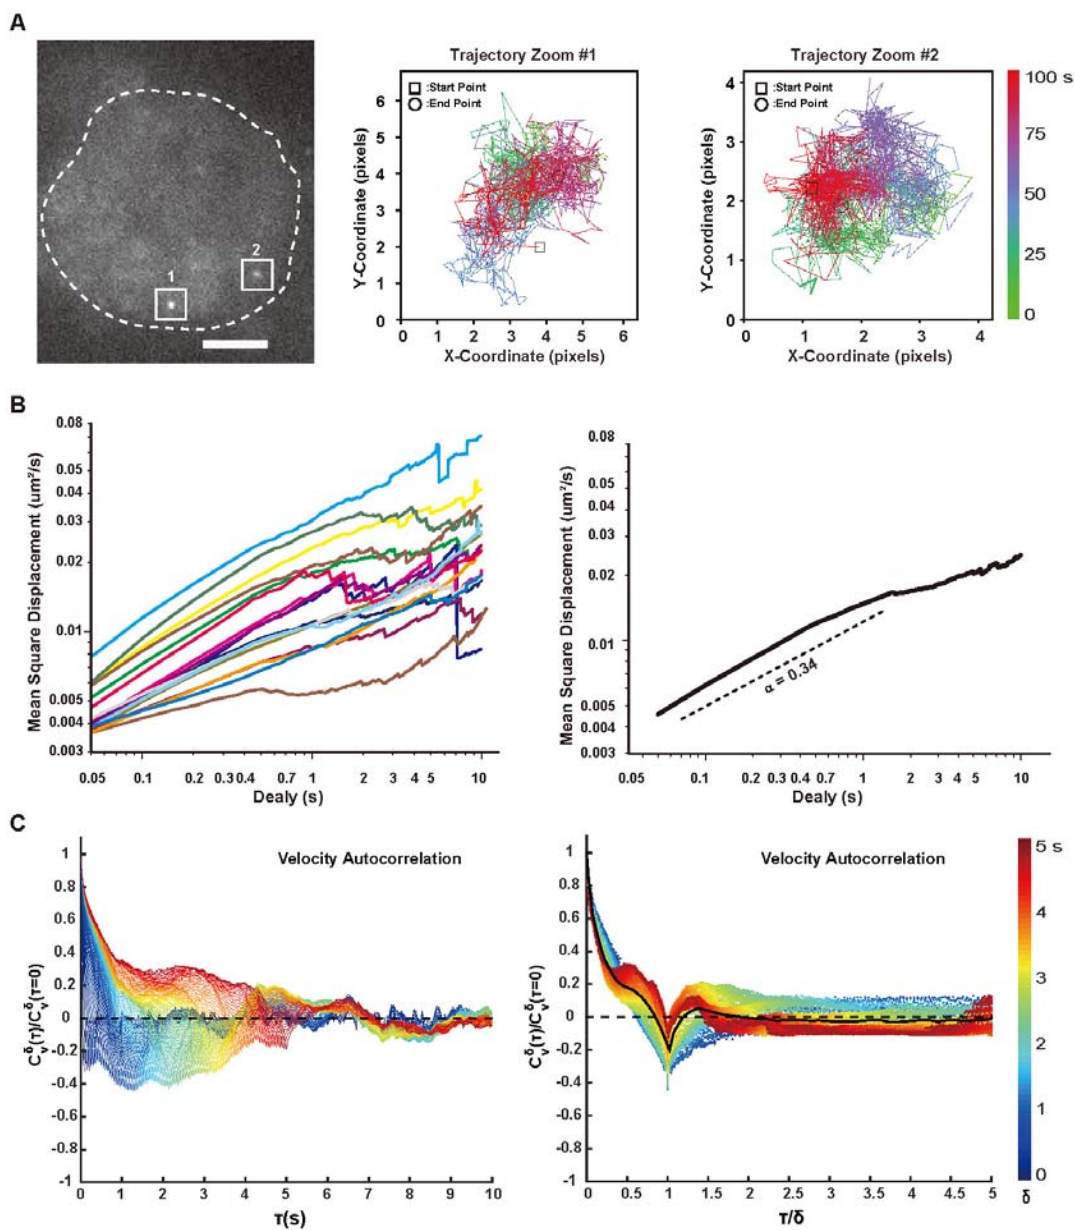 A
Trajectory Zoom #1
Trajectory Zoom #2
1
2
□ :Start Point
○ :End Point
Y-Coordinate (pixels)
7
6
5
4
3
2
1
0
0 1 2 3 4 5 6
X-Coordinate (pixels)
□ :Start Point
○ :End Point
Y-Coordinate (pixels)
4
3
2
1
0
0 1 2 3 4
X-Coordinate (pixels)
100 s
75
50
25
0
B
Mean Square Displacement (um²/s)
0.08
0.05
0.04
0.03
0.02
0.01
0.005
0.004
0.003
0.05 0.1 0.2 0.3 0.4 0.7 1 2 3 4 5 10
Dealy (s)
Mean Square Displacement (um²/s)
0.08
0.05
0.04
0.03
0.02
0.01
0.005
0.004
0.003
α = 0.34
0.05 0.1 0.2 0.3 0.4 0.7 1 2 3 4 5 10
Dealy (s)
C
Velocity Autocorrelation
C^δ_v(τ)/C^δ_v(τ=0)
1
0.8
0.6
0.4
0.2
0
-0.2
-0.4
-0.6
-0.8
-1
0 1 2 3 4 5 6 7 8 9 10
τ(s)
Velocity Autocorrelation
C^δ_v(τ)/C^δ_v(τ=0)
1
0.8
0.6
0.4
0.2
0
-0.2
-0.4
-0.6
-0.8
-1
0 0.5 1 1.5 2 2.5 3 3.5 4 4.5 5
τ/δ
5 s
4
3
2
1
0
δ